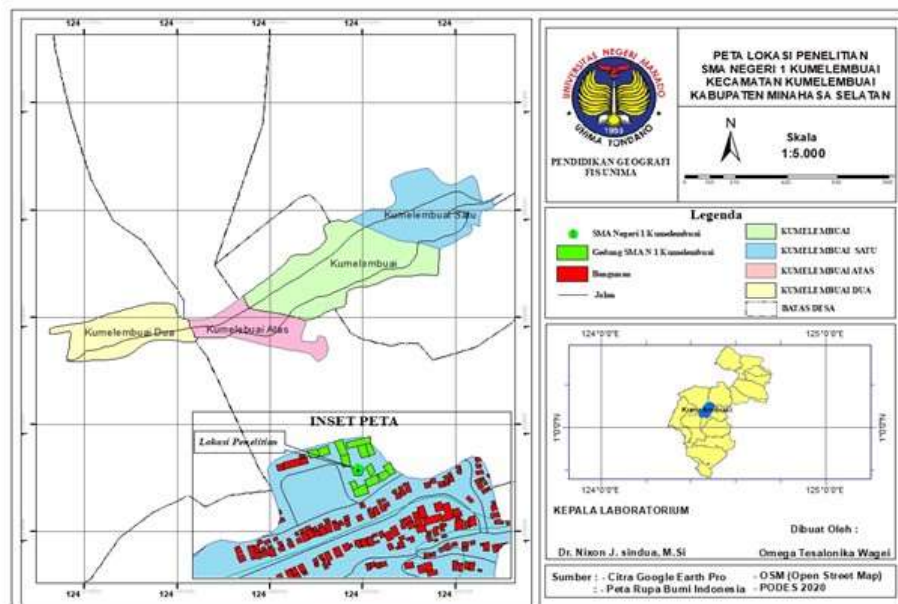 124 124 124 124 124
Kumelembuai Satu
Kumelembuai
Kumelembuai Dua
Kumelebuai Atas
INSET PETA
Lokasi Penelitian
124 124 124 124 124
UNIVERSITAS NEGERI MANADO
1955
UNIMA TONDANO
PENDIDIKAN GEOGRAFI
FIS UNIMA
PETA LOKASI PENELITIAN
SMA NEGERI 1 KUMELEMBUAI
KECAMATAN KUMELEMBUAI
KABUPATEN MINAHASA SELATAN
N
Skala
1:5.000
Legenda
SMA Negeri 1 Kumelembuai
Gedung SMA N 1 Kumelembuai
Bangunan
Jalan
KUMELEMBUAI
KUMELEMBUAI SATU
KUMELEMBUAI ATAS
KUMELEMBUAI DUA
BATAS DESA
124°0'0"E 125°0'0"E
1°0'0"N 1°0'0"N
124°0'0"E 125°0'0"E
KEPALA LABORATORIUM
Dibuat Oleh :
Dr. Nixon J. sindua, M.Si Omega Tesalonika Wagei
Sumber : - Citra Google Earth Pro - OSM (Open Street Map)
: - Peta Rupa Bumi Indonesia - PODES 2020